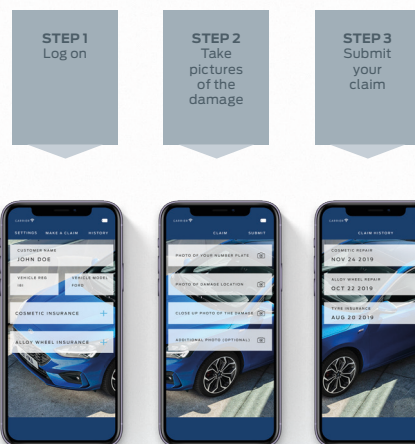 STEP 1
Log on
STEP 2
Take
pictures
of the
damage
STEP 3
Submit
your
claim
CARRIER
SETTINGS MAKE A CLAIM HISTORY
CUSTOMER NAME
JOHN DOE
VEHICLE REG VEHICLE MODEL
FORD
COSMETIC INSURANCE
ALLOY WHEEL INSURANCE
CARRIER
CLAIM SUBMIT
PHOTO OF YOUR NUMBER PLATE
PHOTO OF DAMAGE LOCATION
CLOSE UP PHOTO OF THE DAMAGE
ADDITIONAL PHOTO (OPTIONAL)
CARRIER
CLAIM HISTORY
COSMETIC REPAIR
NOV 24 2019
ALLOY WHEEL REPAIR
OCT 22 2019
TYRE INSURANCE
AUG 20 2019